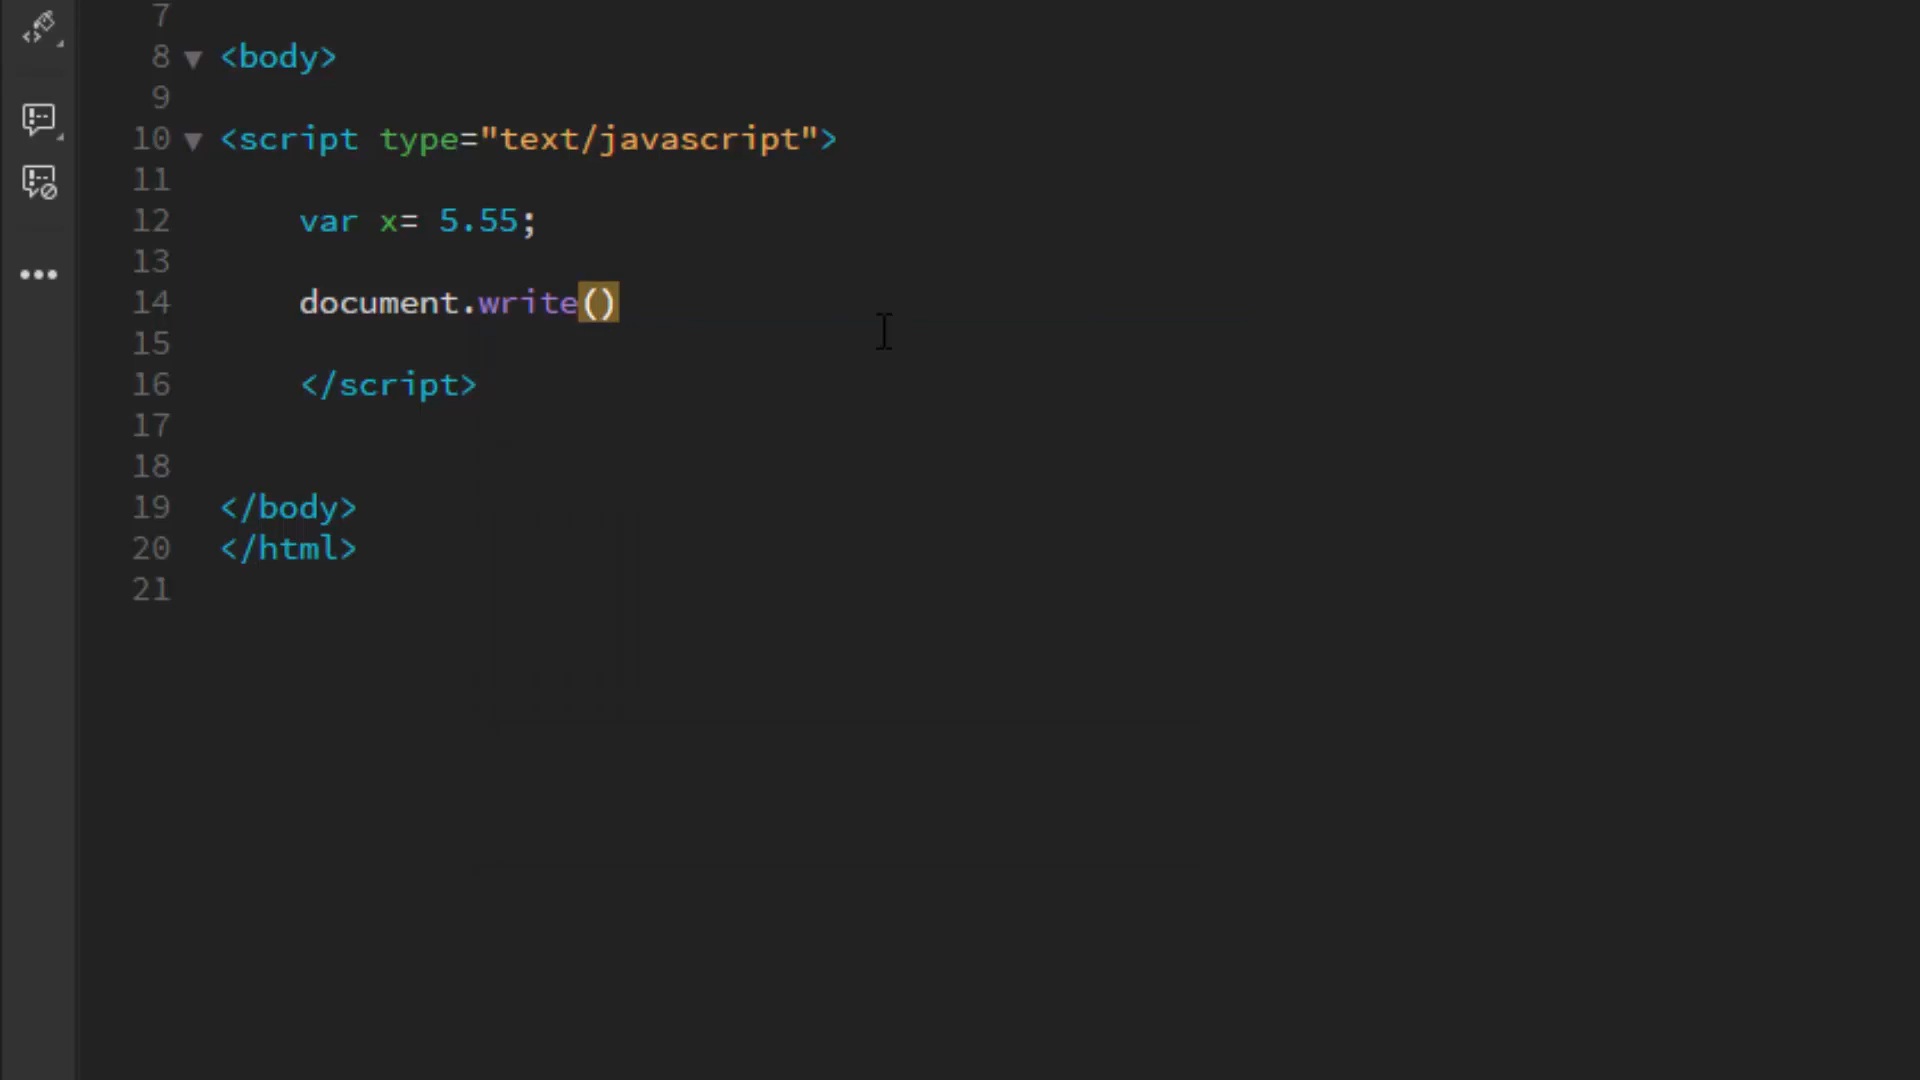 7
8 ▼ <body>
9
10 ▼ <script type="text/javascript">
11
12 var x= 5.55;
13
14 document.write()
15
16 </script>
17
18
19 </body>
20 </html>
21